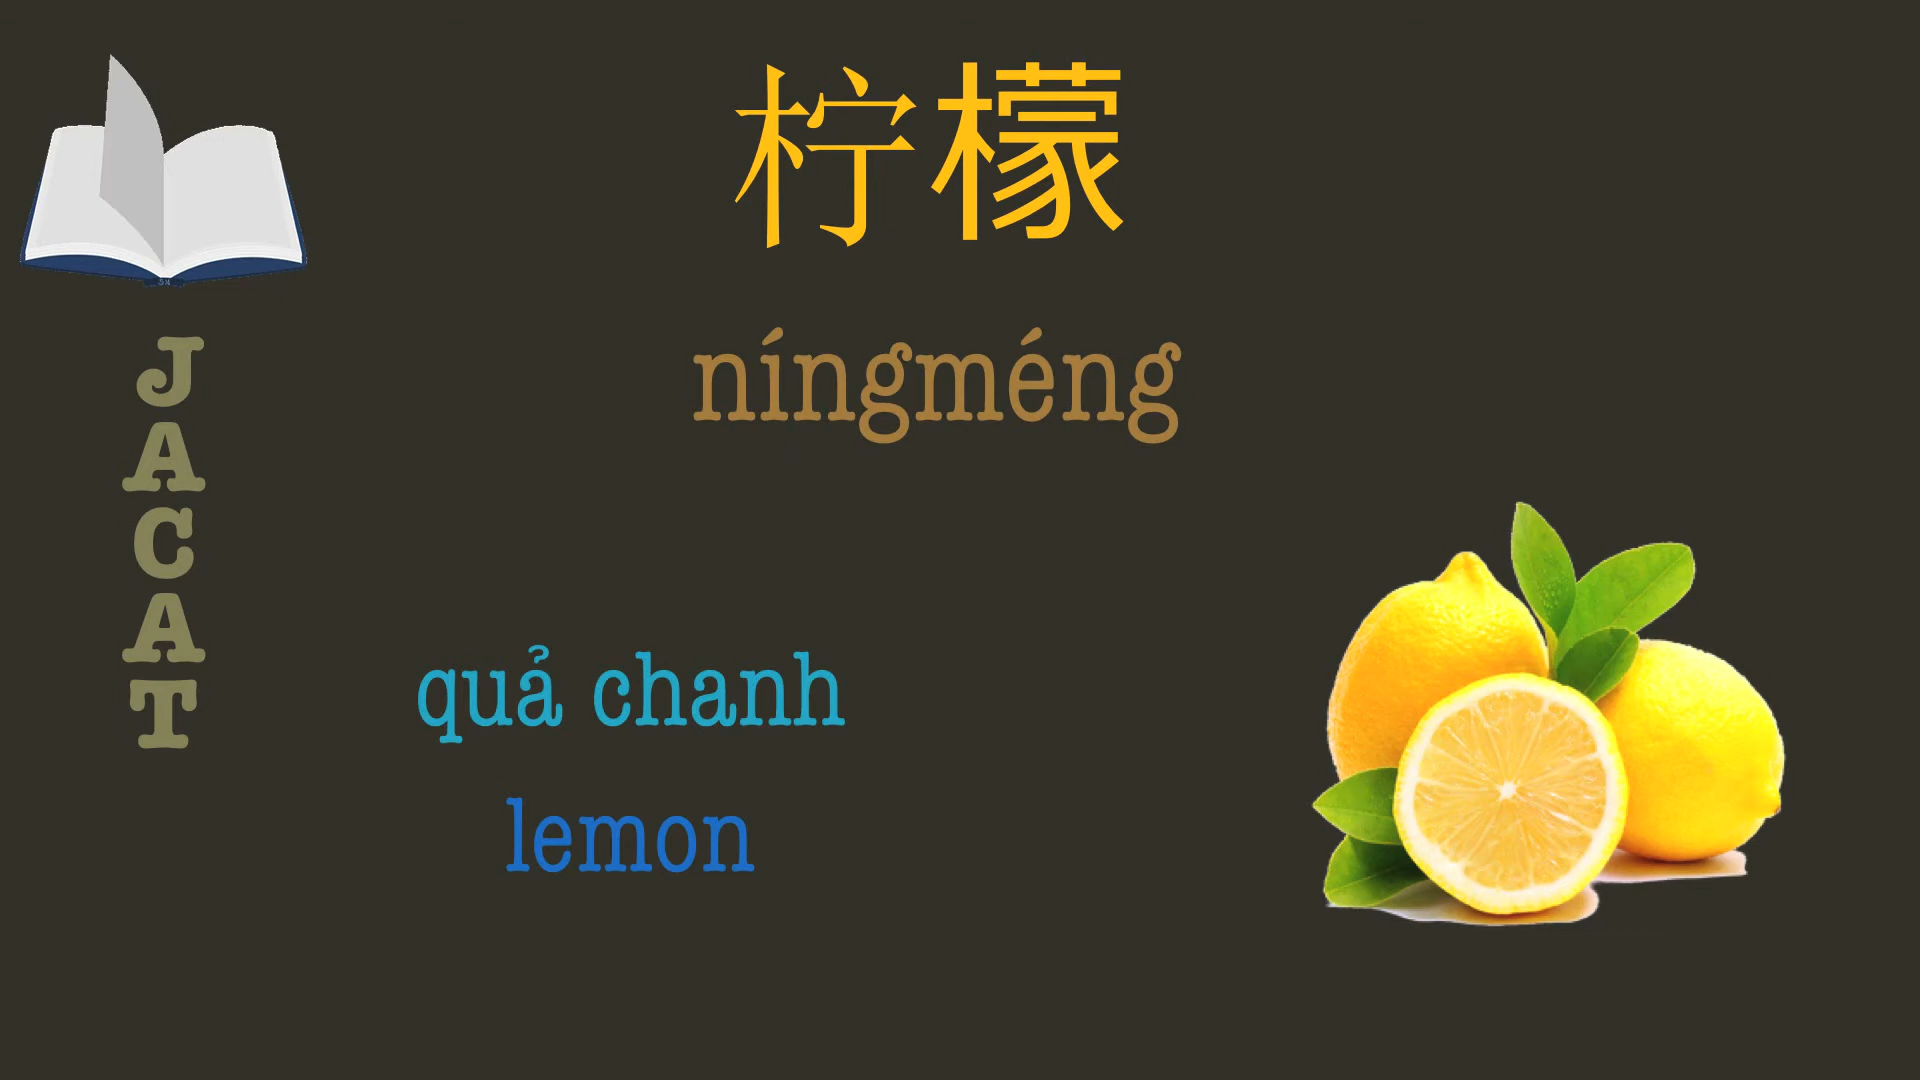 柠檬
níngméng
JACAT
quả chanh
lemon